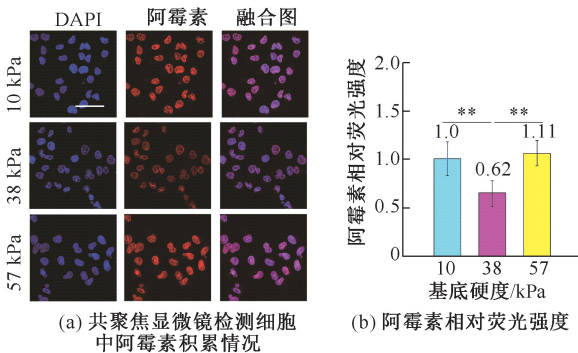 DAPI 阿霉素 融合图
10 kPa
38 kPa
57 kPa
(a) 共聚焦显微镜检测细胞
中阿霉素积累情况
阿霉素相对荧光强度
2.0
1.5
1.0
0.5
0
** **
1.0 0.62 1.11
10 38 57
基底硬度/kPa
(b) 阿霉素相对荧光强度